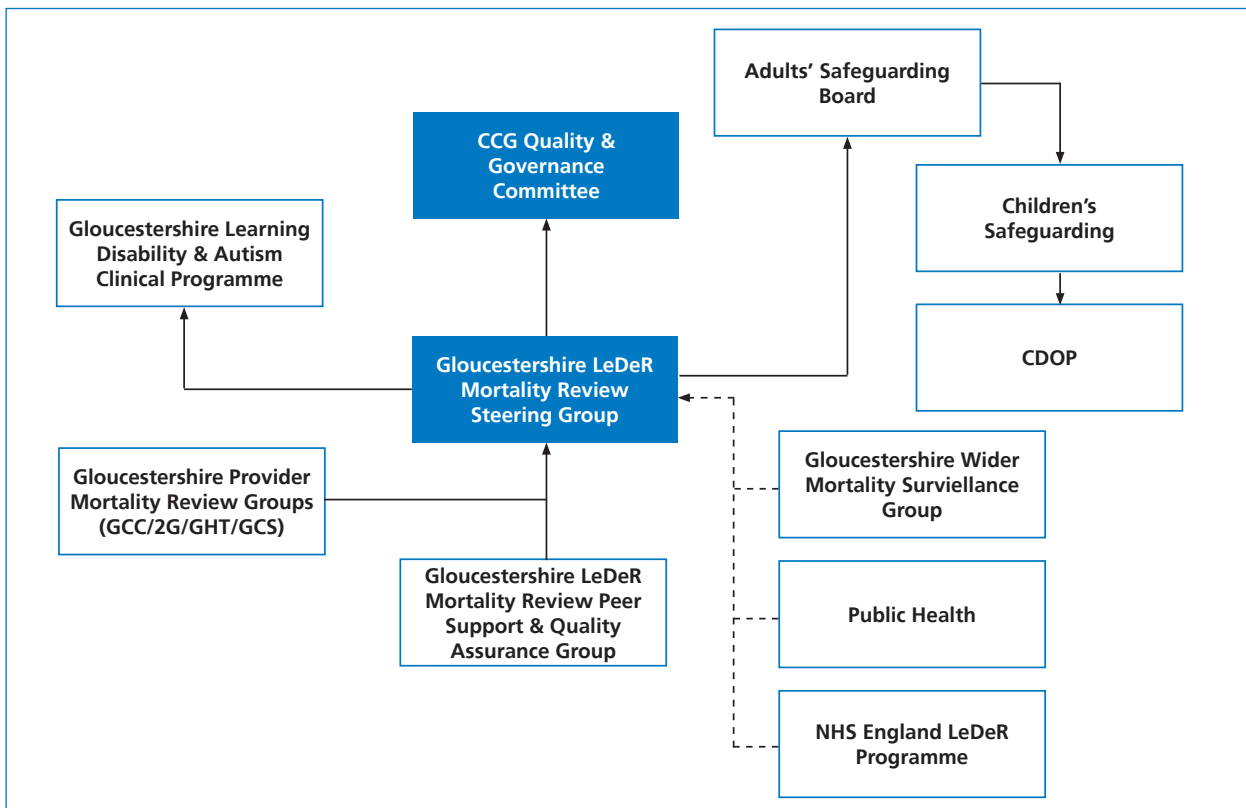 Adults’ Safeguarding
Board
CCG Quality &
Governance
Committee
Children’s
Safeguarding
Gloucestershire Learning
Disability & Autism
Clinical Programme
CDOP
Gloucestershire LeDeR
Mortality Review
Steering Group
Gloucestershire Provider
Mortality Review Groups
(GCC/2G/GHT/GCS)
Gloucestershire Wider
Mortality Surviellance
Group
Gloucestershire LeDeR
Mortality Review Peer
Support & Quality
Assurance Group
Public Health
NHS England LeDeR
Programme